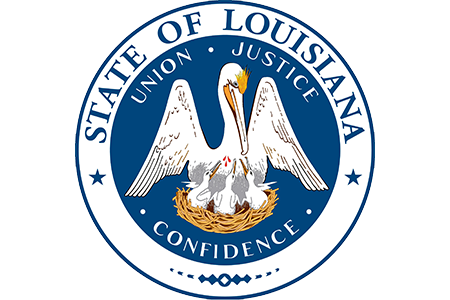 STATE OF LOUISIANA
UNION · JUSTICE
· CONFIDENCE ·